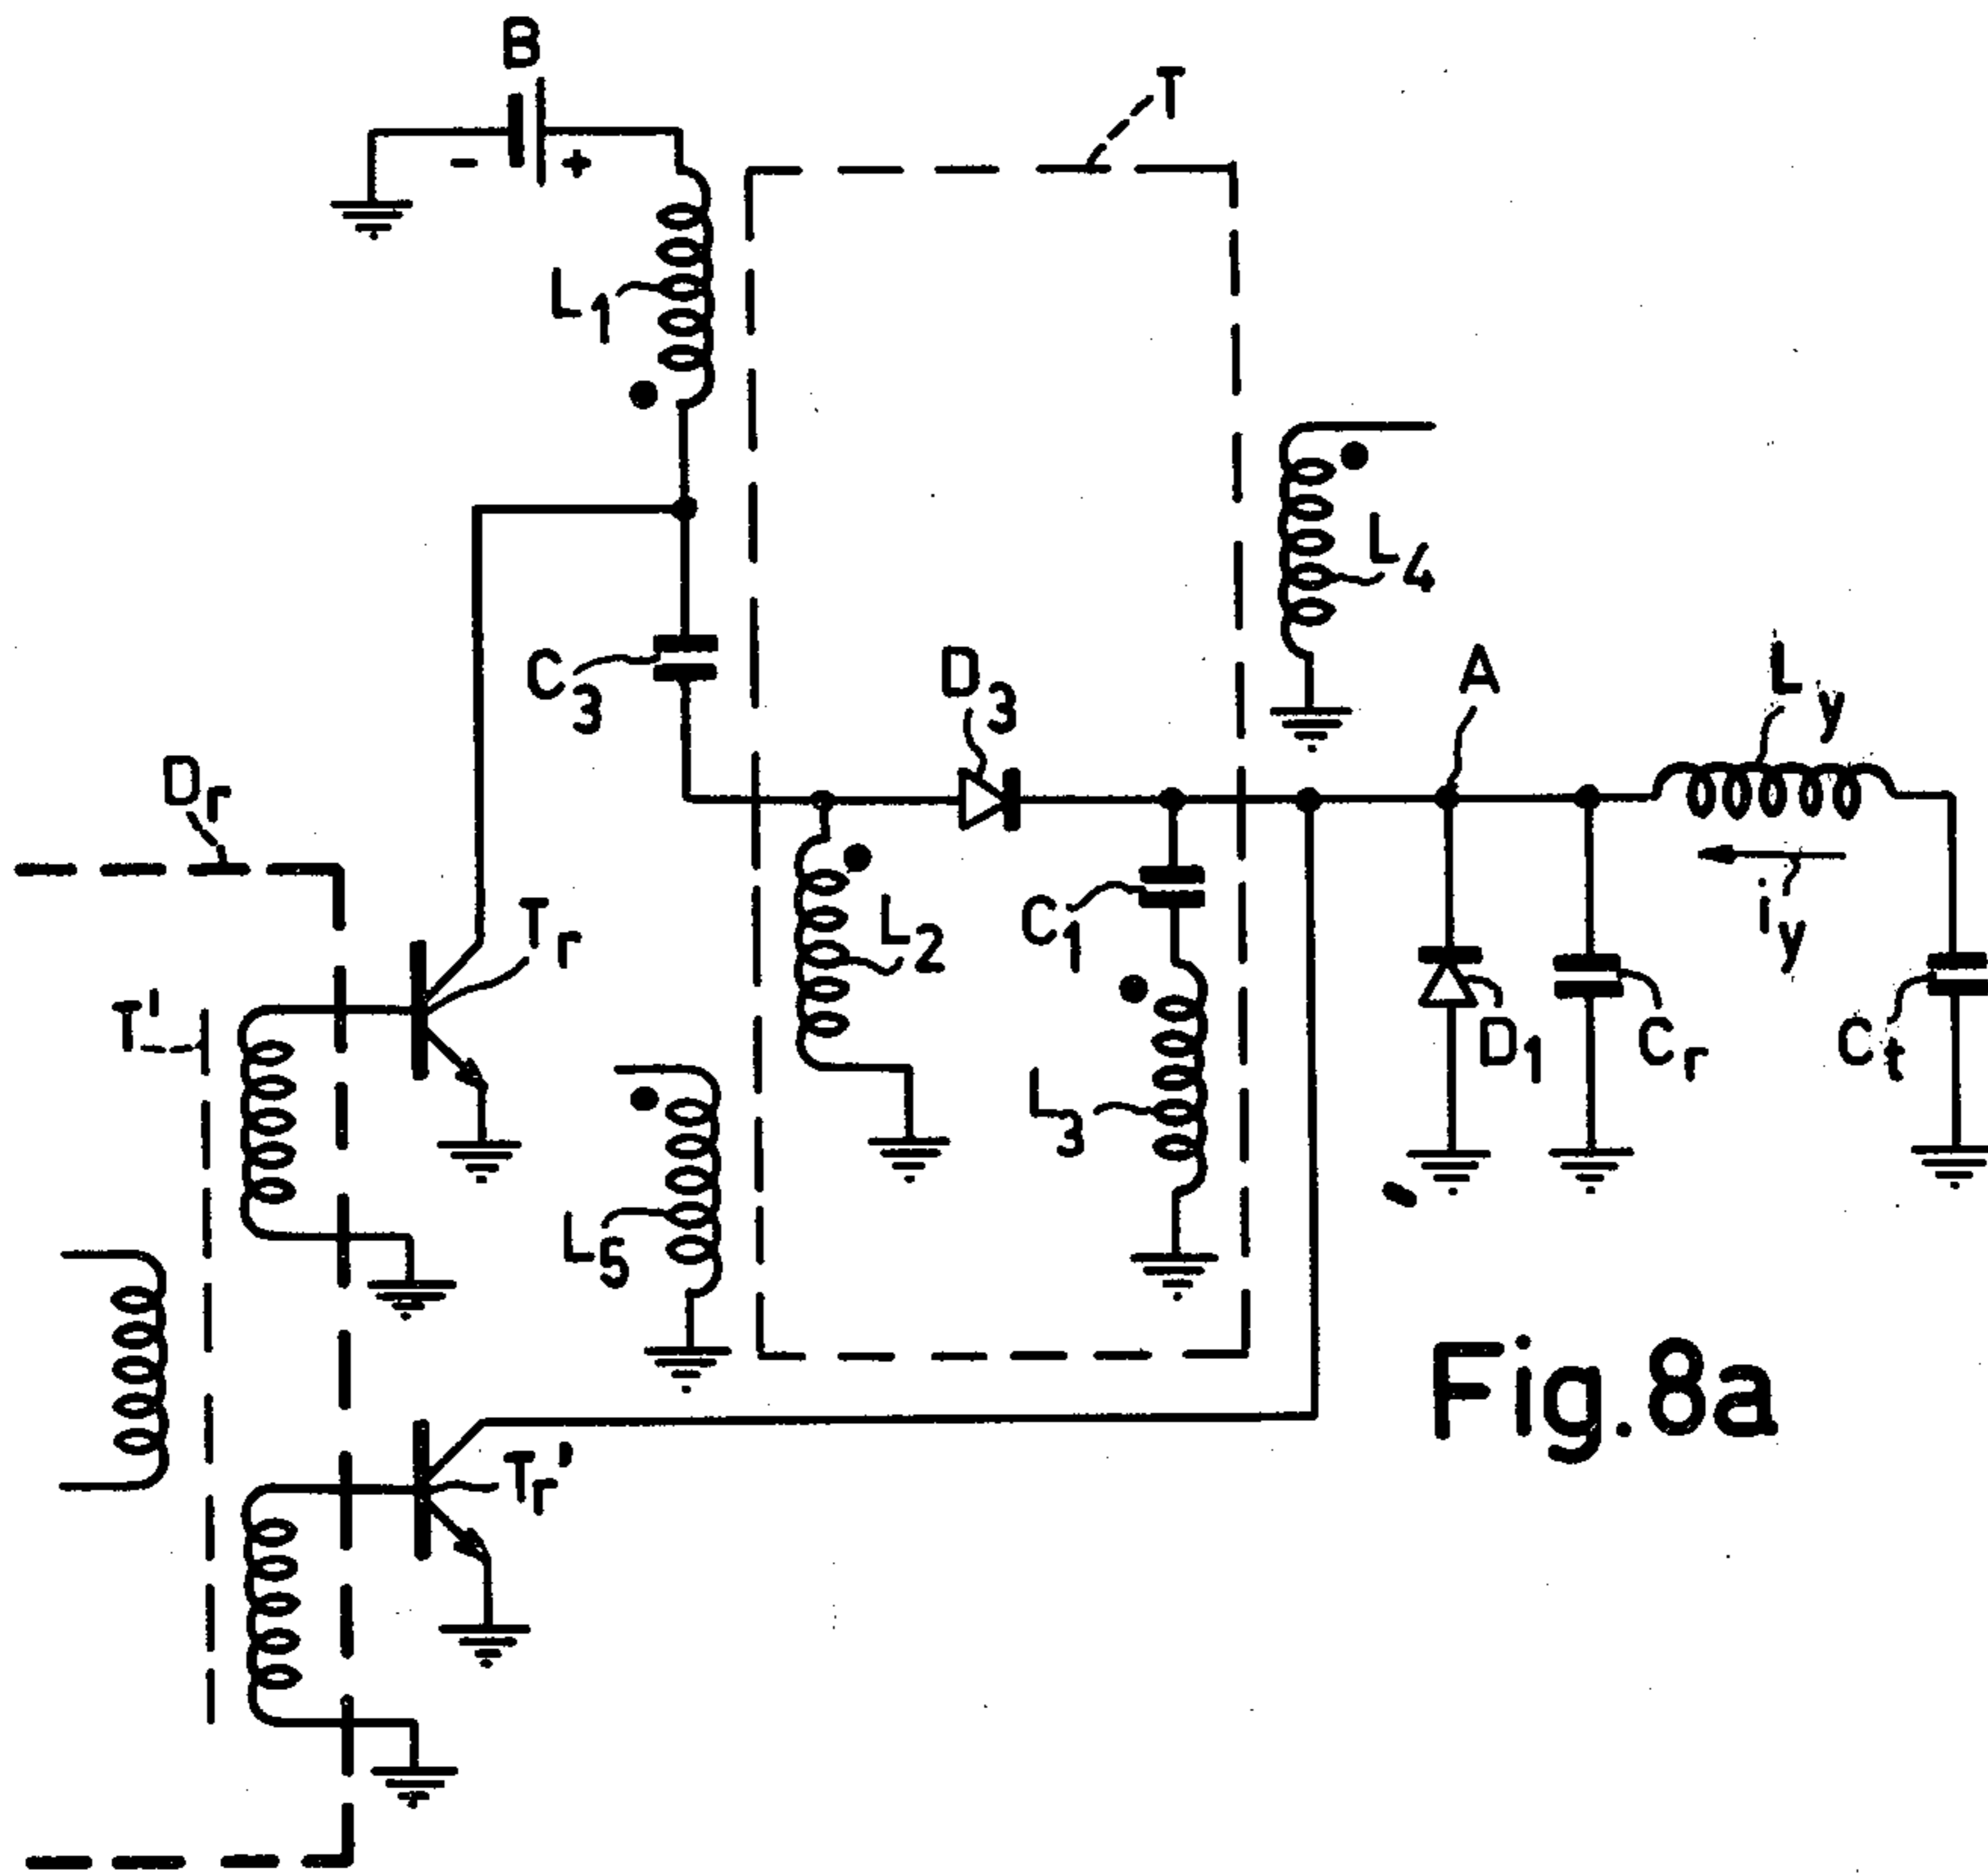 B
T
- +
L1
L4
C3
D3
A
Ly
Dr
Tr
L2
C1
iy
T'
D1
Cr
Ct
L3
L5
Fig.8a
Tr'